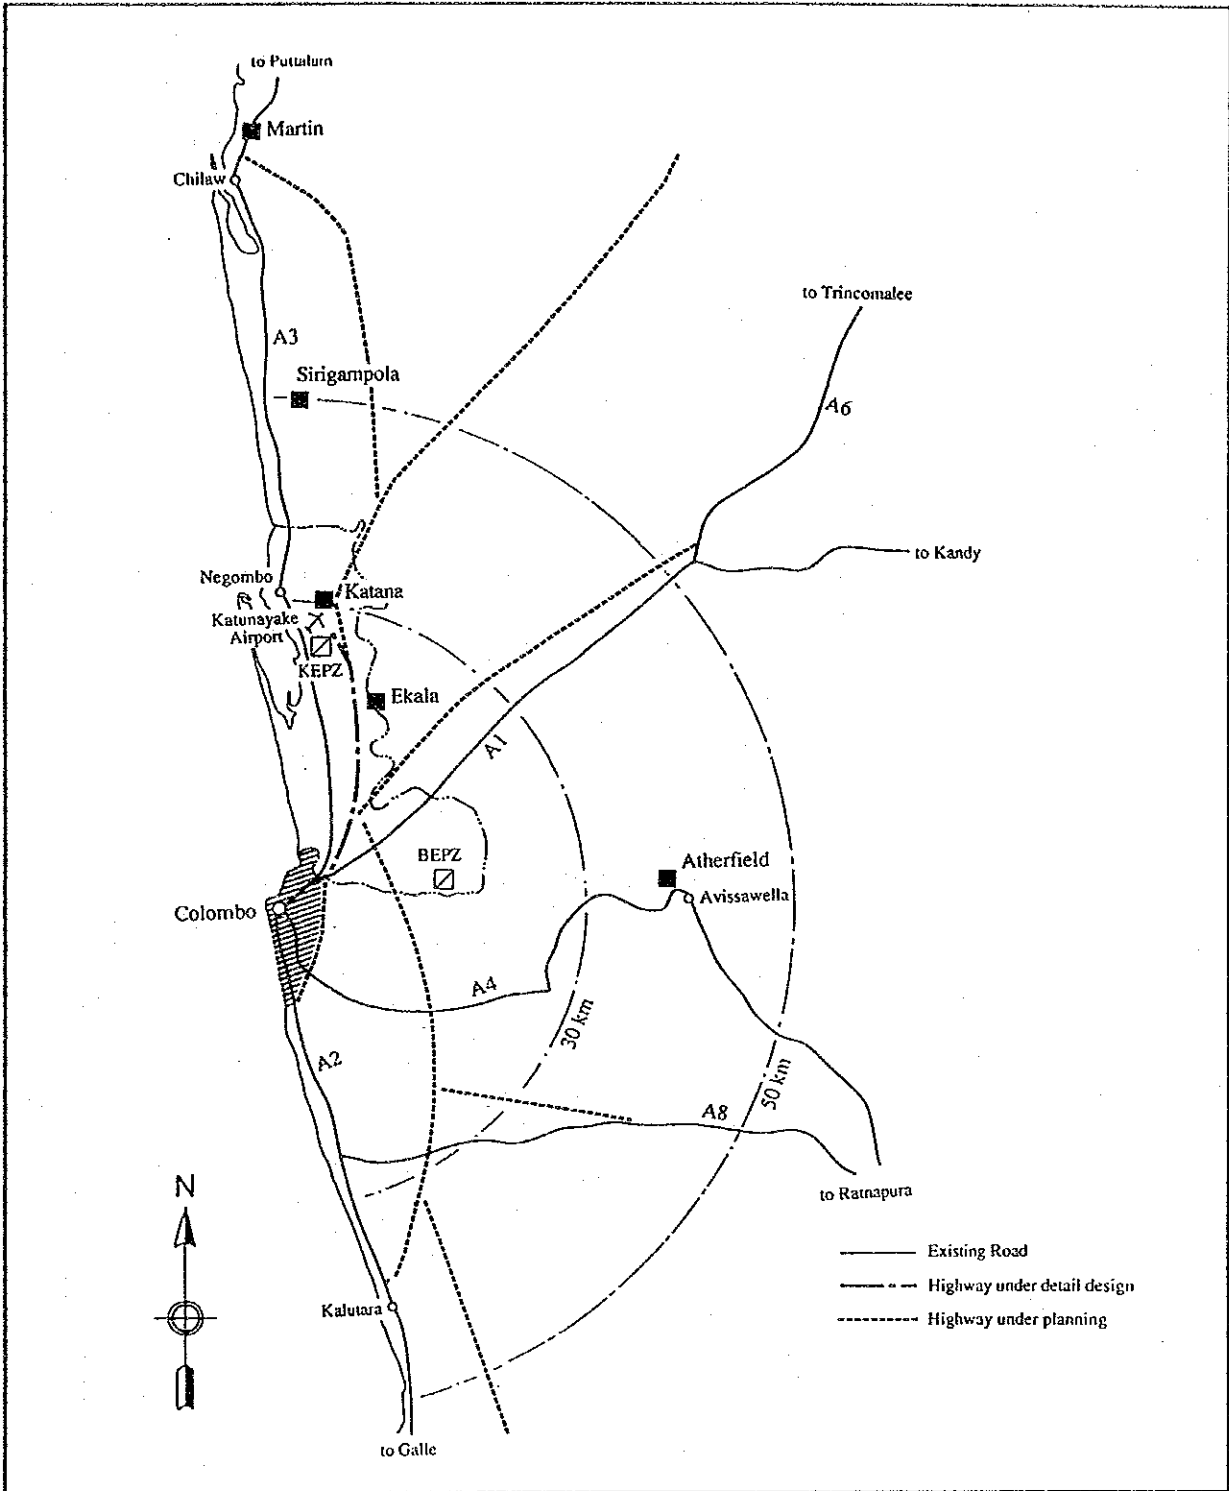 to Puttalum
Martin
Chilaw
to Trincomalee
A3
Sirigampola
A6
to Kandy
Negombo
Katana
Katunayake
Airport
KEPZ
Ekala
A1
BEPZ
Atherfield
Avissawella
Colombo
A4
30 km
A2
50 km
A8
N
to Ratnapura
Existing Road
Highway under detail design
Kalutara
Highway under planning
to Galle